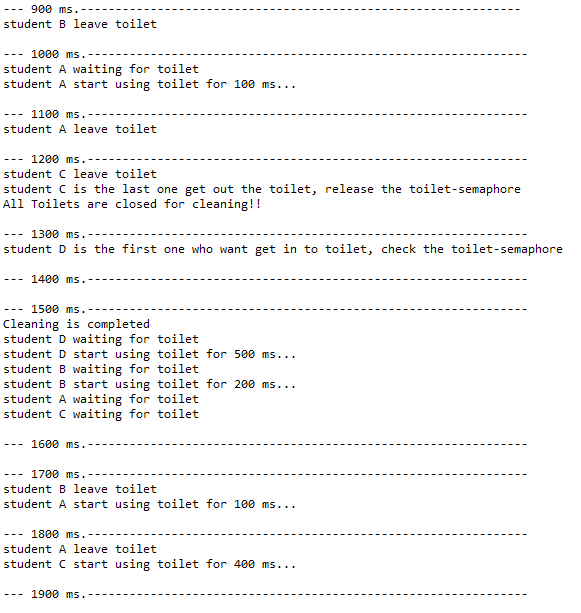 --- 900 ms.---------------------------------------------------------------
student B leave toilet
--- 1000 ms.---------------------------------------------------------------
student A waiting for toilet
student A start using toilet for 100 ms...
--- 1100 ms.---------------------------------------------------------------
student A leave toilet
--- 1200 ms.---------------------------------------------------------------
student C leave toilet
student C is the last one get out the toilet, release the toilet-semaphore
All Toilets are closed for cleaning!!
--- 1300 ms.---------------------------------------------------------------
student D is the first one who want get in to toilet, check the toilet-semaphore
--- 1400 ms.---------------------------------------------------------------
--- 1500 ms.---------------------------------------------------------------
Cleaning is completed
student D waiting for toilet
student D start using toilet for 500 ms...
student B waiting for toilet
student B start using toilet for 200 ms...
student A waiting for toilet
student C waiting for toilet
--- 1600 ms.---------------------------------------------------------------
--- 1700 ms.---------------------------------------------------------------
student B leave toilet
student A start using toilet for 100 ms...
--- 1800 ms.---------------------------------------------------------------
student A leave toilet
student C start using toilet for 400 ms...
--- 1900 ms.---------------------------------------------------------------